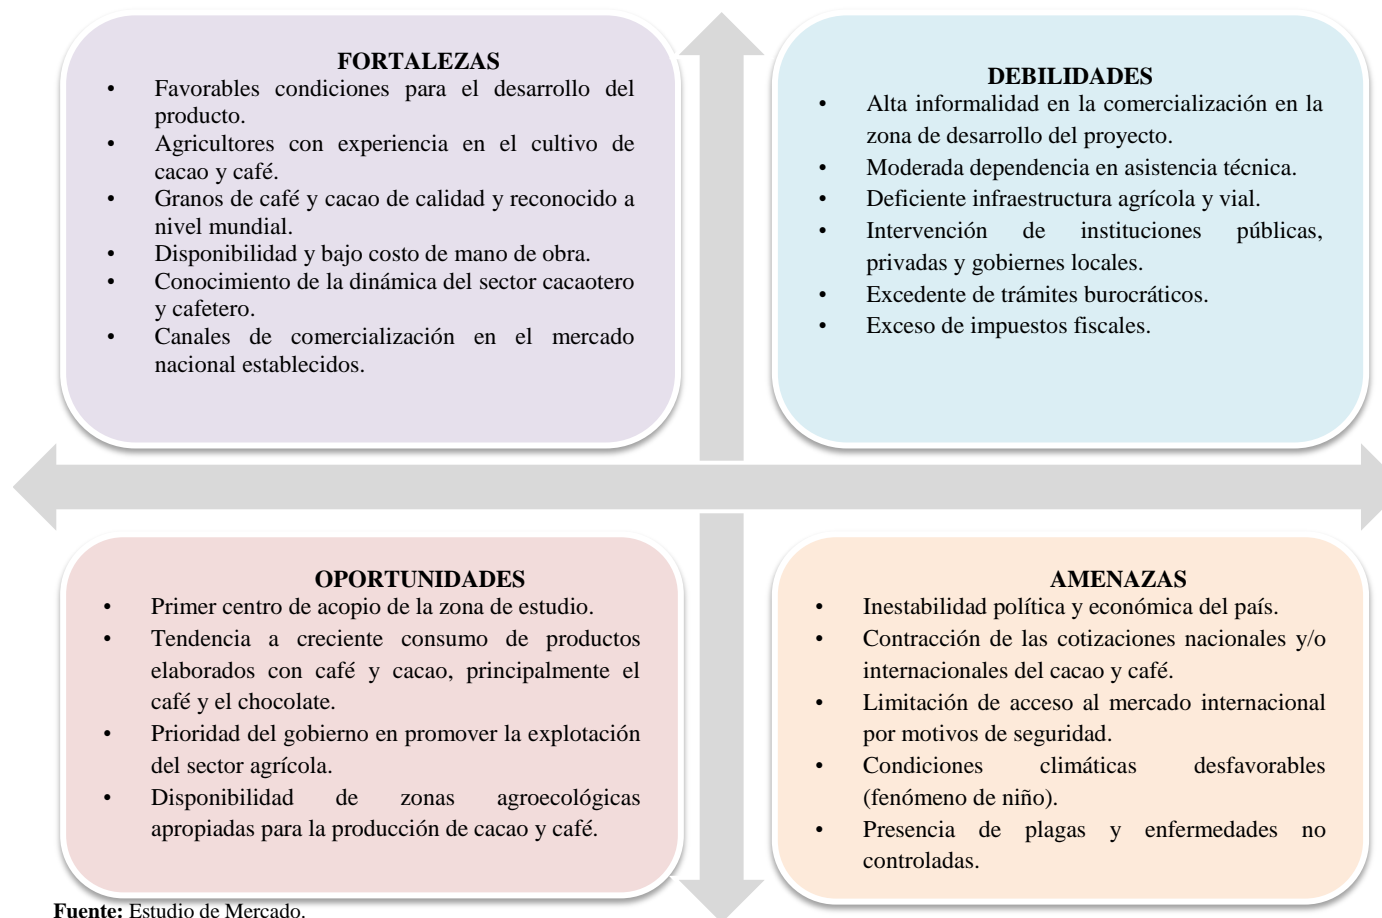 FORTALEZAS
• Favorables condiciones para el desarrollo del
producto.
• Agricultores con experiencia en el cultivo de
cacao y café.
• Granos de café y cacao de calidad y reconocido a
nivel mundial.
• Disponibilidad y bajo costo de mano de obra.
• Conocimiento de la dinámica del sector cacaotero
y cafetero.
• Canales de comercialización en el mercado
nacional establecidos.
DEBILIDADES
• Alta informalidad en la comercialización en la
zona de desarrollo del proyecto.
• Moderada dependencia en asistencia técnica.
• Deficiente infraestructura agrícola y vial.
• Intervención de instituciones públicas,
privadas y gobiernes locales.
• Excedente de trámites burocráticos.
• Exceso de impuestos fiscales.
OPORTUNIDADES
• Primer centro de acopio de la zona de estudio.
• Tendencia a creciente consumo de productos
elaborados con café y cacao, principalmente el
café y el chocolate.
• Prioridad del gobierno en promover la explotación
del sector agrícola.
• Disponibilidad de zonas agroecológicas
apropiadas para la producción de cacao y café.
AMENAZAS
• Inestabilidad política y económica del país.
• Contracción de las cotizaciones nacionales y/o
internacionales del cacao y café.
• Limitación de acceso al mercado internacional
por motivos de seguridad.
• Condiciones climáticas desfavorables
(fenómeno de niño).
• Presencia de plagas y enfermedades no
controladas.
Fuente: Estudio de Mercado.